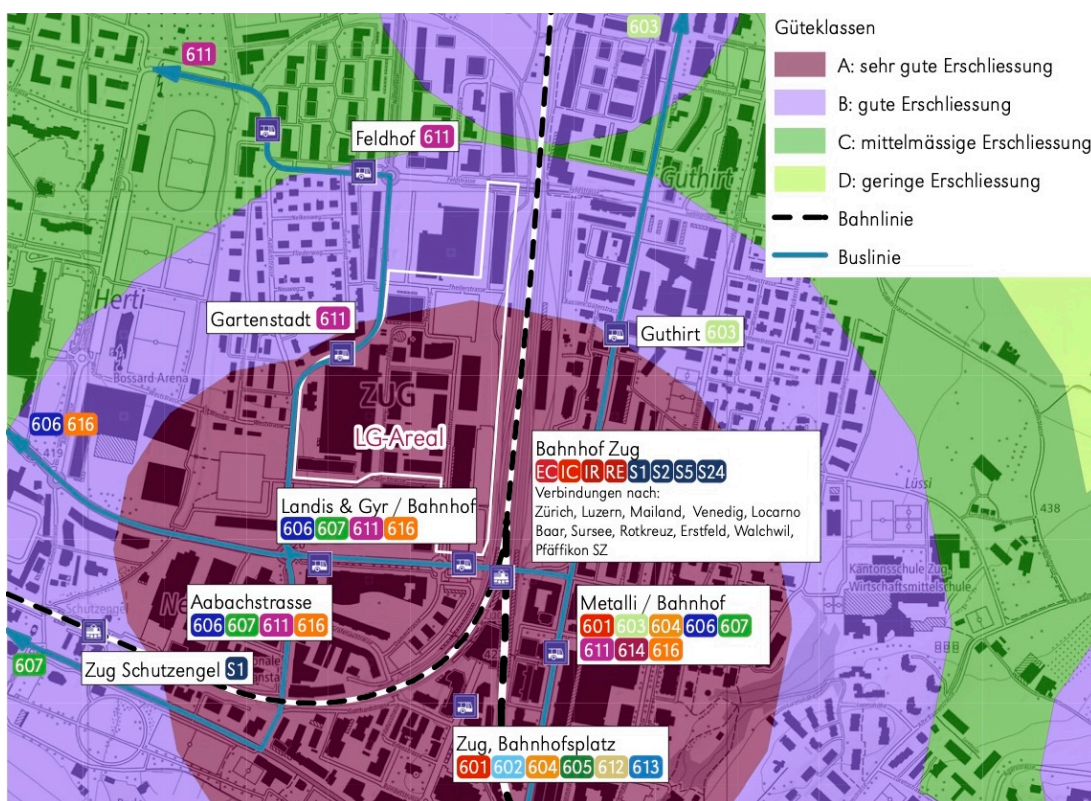 603
611
Feldhof 611
Guthirt
Herti
Gartenstadt 611
Guthirt 603
Bossard Arena
ZUG
LG-Areal
606 616
419
Landis & Gyr / Bahnhof
606 607 611 616
Bahnhof Zug
EC IC IR RE S1 S2 S5 S24
Verbindungen nach:
Zürich, Luzern, Mailand, Venedig, Locarno
Baar, Sursee, Rotkreuz, Erstfeld, Walchwil,
Pfäffikon SZ
Lüssi
438
Kantonsschule Zug
Wirtschaftsmittelschule
Aabachstrasse
606 607 611 616
Metalli / Bahnhof
601 603 604 606 607
611 614 616
Schutzengel
607
Zug Schutzengel S1
Zug, Bahnhofsplatz
601 602 604 605 612 613
Güteklassen
A: sehr gute Erschliessung
B: gute Erschliessung
C: mittelmässige Erschliessung
D: geringe Erschliessung
Bahnlinie
Buslinie